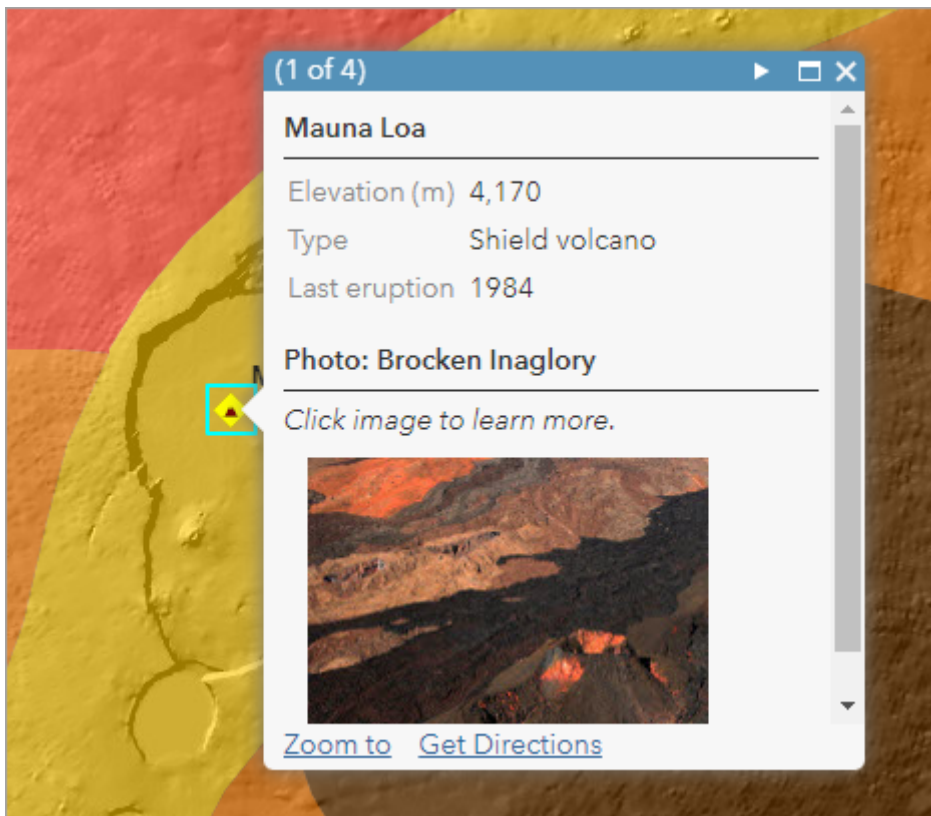 (1 of 4)
Mauna Loa
Elevation (m) 4,170
Type Shield volcano
Last eruption 1984
Photo: Brocken Inaglory
Click image to learn more.
Zoom to Get Directions